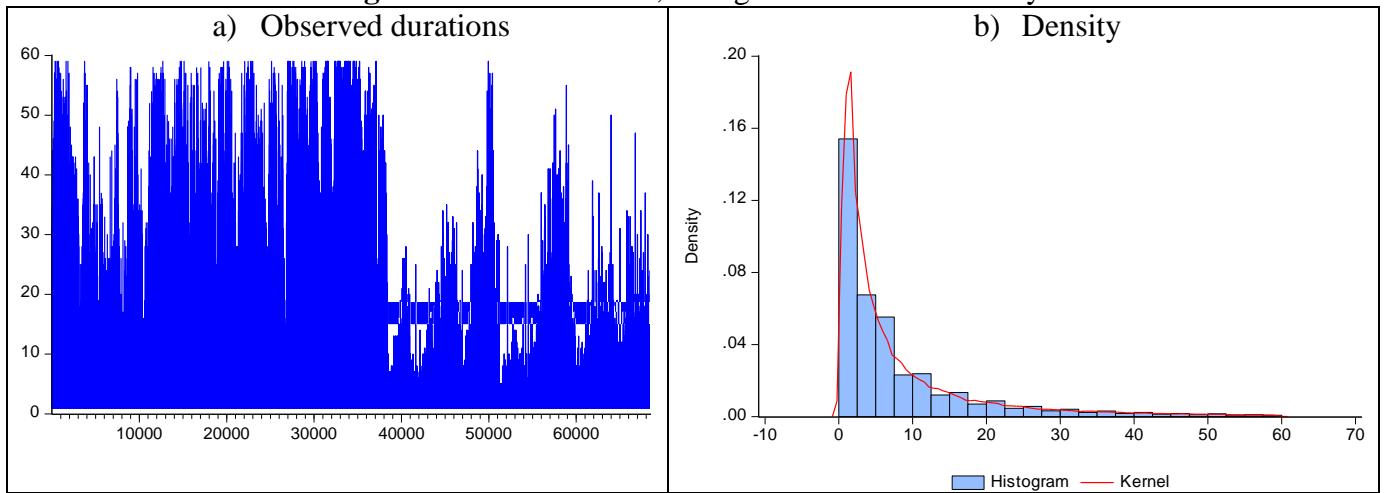 a) Observed durations
60
50
40
30
20
10
0
10000 20000 30000 40000 50000 60000
b) Density
.20
.16
.12
.08
.04
.00
Density
-10 0 10 20 30 40 50 60 70
Histogram Kernel